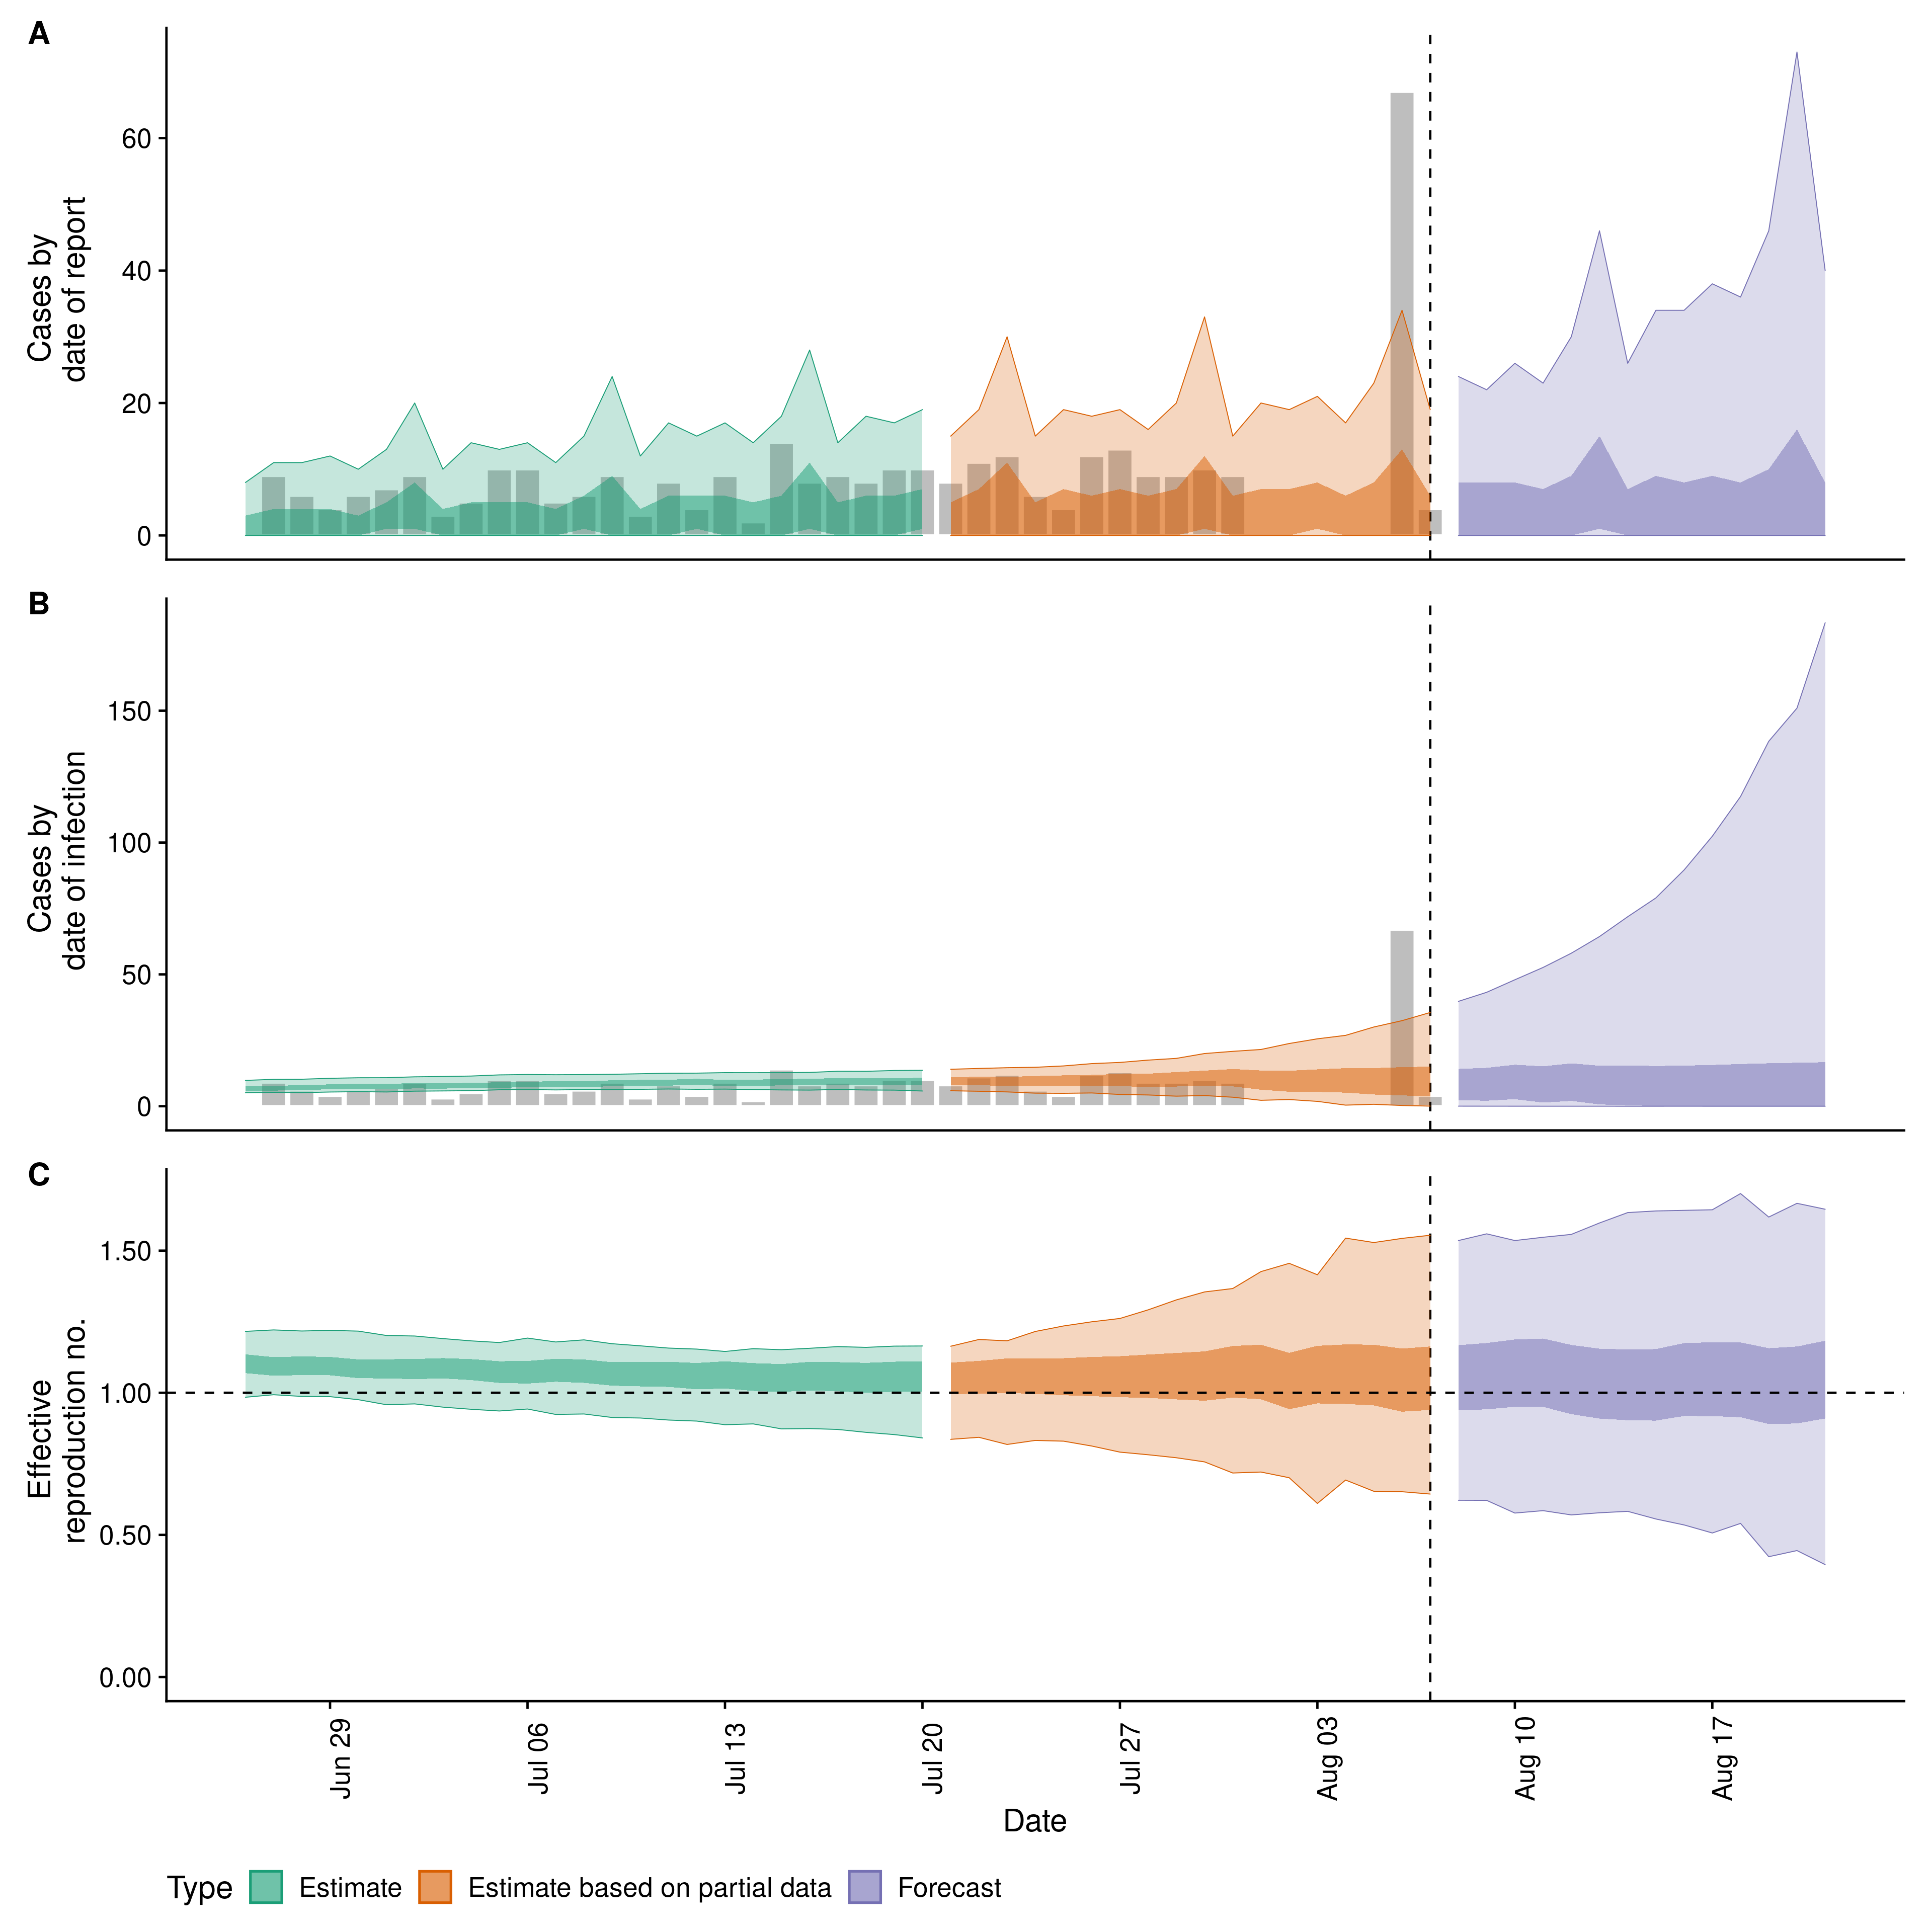 A
Cases by
date of report
60
40
20
0
B
Cases by
date of infection
150
100
50
0
C
Effective
reproduction no.
1.50
1.00
0.50
0.00
Jun 29
Jul 06
Jul 13
Jul 20
Jul 27
Aug 03
Aug 10
Aug 17
Date
Type Estimate Estimate based on partial data Forecast